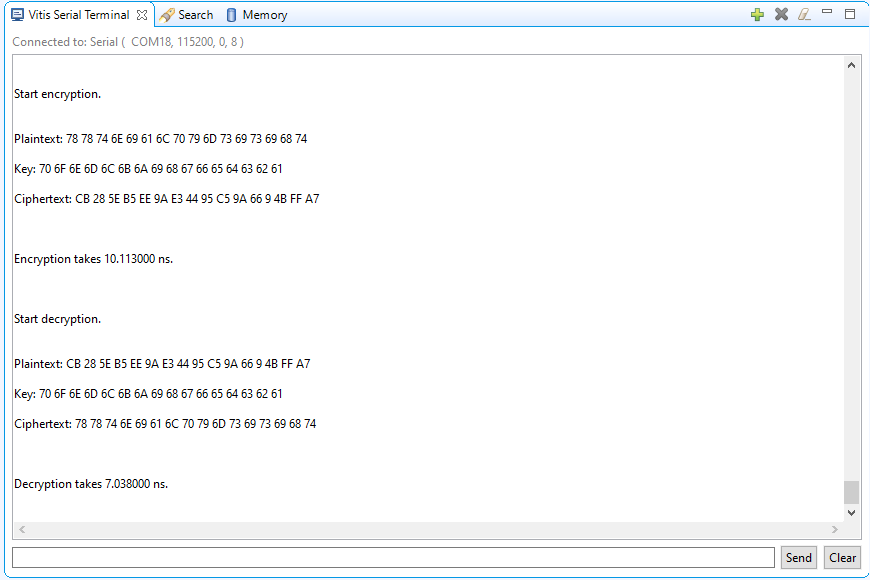 Vitis Serial Terminal Search Memory
Connected to: Serial ( COM18, 115200, 0, 8 )
Start encryption.
Plaintext: 78 78 74 6E 69 61 6C 70 79 6D 73 69 73 69 68 74
Key: 70 6F 6E 6D 6C 6B 6A 69 68 67 66 65 64 63 62 61
Ciphertext: CB 28 5E B5 EE 9A E3 44 95 C5 9A 66 9 4B FF A7
Encryption takes 10.113000 ns.
Start decryption.
Plaintext: CB 28 5E B5 EE 9A E3 44 95 C5 9A 66 9 4B FF A7
Key: 70 6F 6E 6D 6C 6B 6A 69 68 67 66 65 64 63 62 61
Ciphertext: 78 78 74 6E 69 61 6C 70 79 6D 73 69 73 69 68 74
Decryption takes 7.038000 ns.
Send Clear